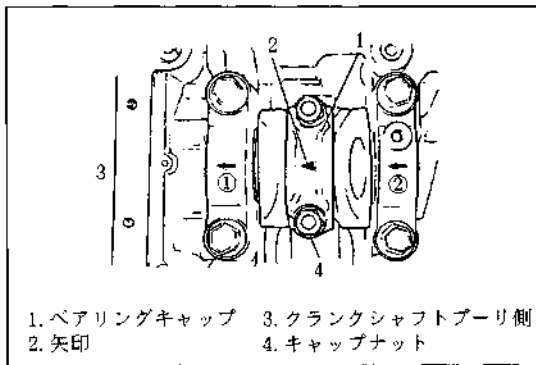 2 1
3 ← ① ← ← ②
4
1. ベアリングキャップ 3. クランクシャフトプーリ側
2. 矢印 4. キャップナット